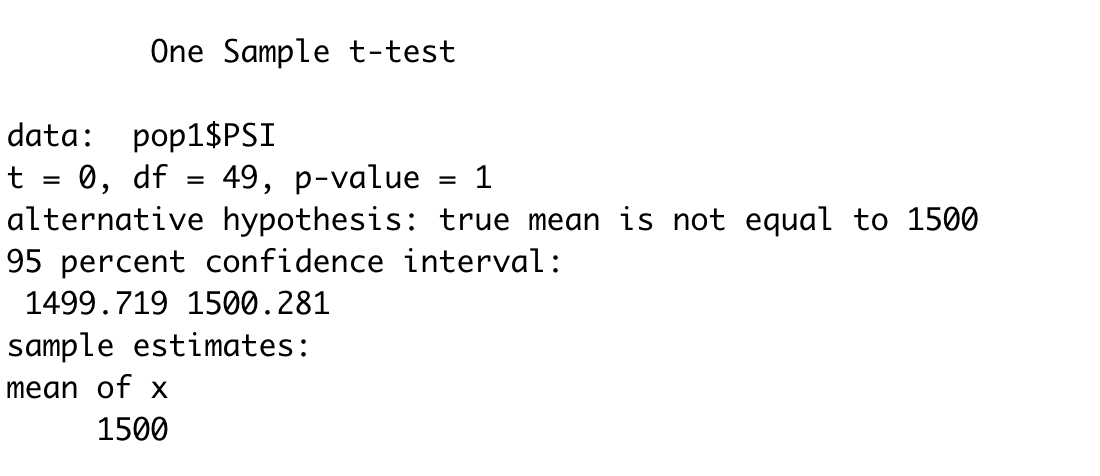 One Sample t-test
data:  pop1$PSI
t = 0, df = 49, p-value = 1
alternative hypothesis: true mean is not equal to 1500
95 percent confidence interval:
1499.719 1500.281
sample estimates:
mean of x
1500